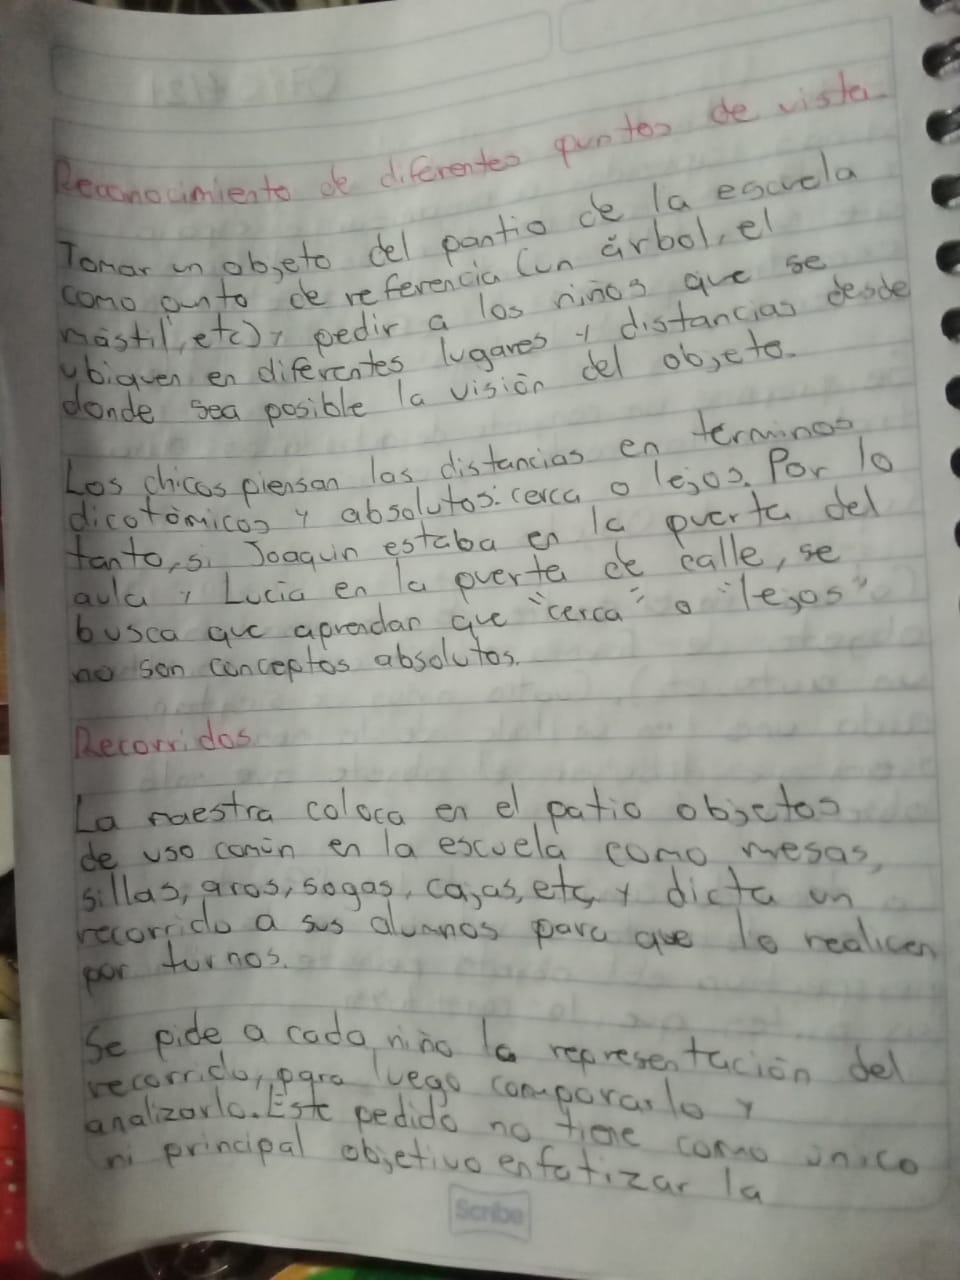 Reconocimiento de diferentes puntos de vista.
Tomar un objeto del pantio de la escuela
como punto de referencia (un árbol, el
mástil, etc) y pedir a los niños que se
ubiquen en diferentes lugares y distancias desde
donde sea posible la visión del objeto.
Los chicos piensan las distancias en terminos
dicotómicos y absolutos: cerca o lejos. Por lo
tanto, si Joaquin estaba en la puerta del
aula y Lucia en la puerta de calle, se
busca que aprendan que "cerca" o "lejos"
no son conceptos absolutos.
Recorridos.
La maestra coloca en el patio objetos
de uso común en la escuela como mesas,
sillas, aros, sogas, cajas, etc, y dicta un
recorrido a sus alumnos para que lo realicen
por turnos.
Se pide a cada niño la representación del
recorrido, para luego compararlo y
analizarlo. Este pedido no tiene como único
ni principal objetivo enfatizar la
Scribe